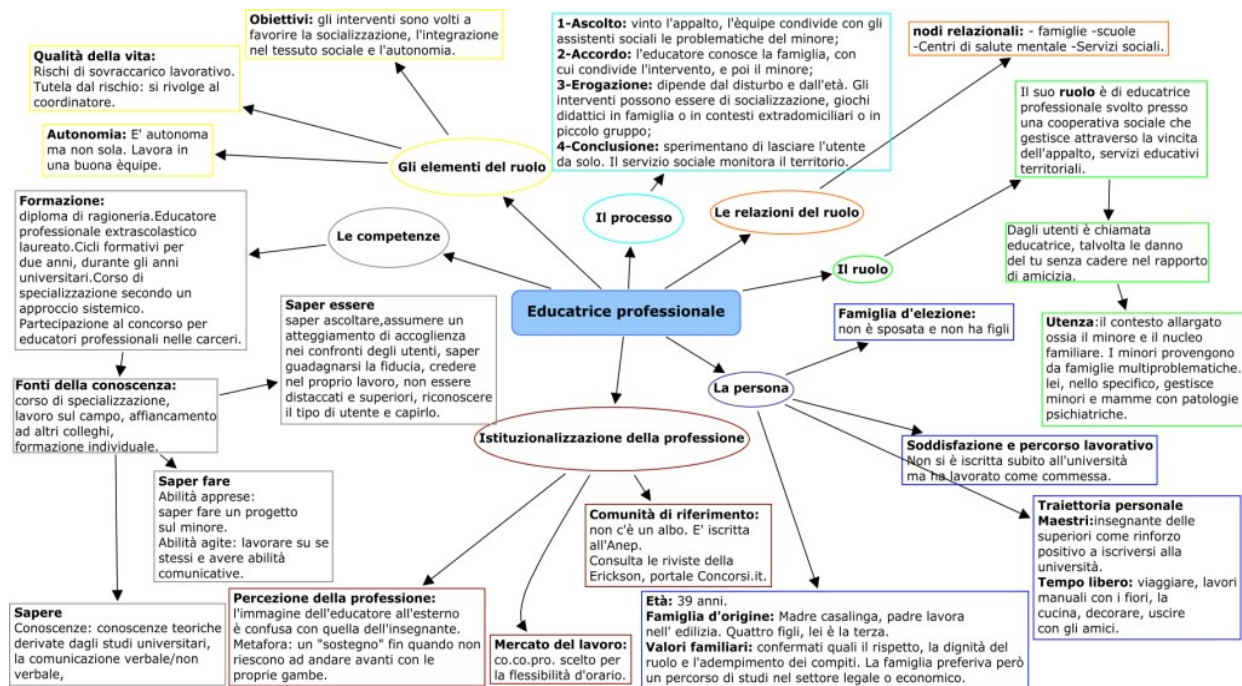 Obiettivi: gli interventi sono volti a
favorire la socializzazione, l'integrazione
nel tessuto sociale e l'autonomia.
Qualità della vita:
Rischi di sovraccarico lavorativo.
Tutela dal rischio: si rivolge al
coordinatore.
Autonomia: E' autonoma
ma non sola. Lavora in
una buona èquipe.
Gli elementi del ruolo
1-Ascolto: vinto l'appalto, l'èquipe condivide con gli
assistenti sociali le problematiche del minore;
2-Accordo: l'educatore conosce la famiglia, con
cui condivide l'intervento, e poi il minore;
3-Erogazione: dipende dal disturbo e dall'età. Gli
interventi possono essere di socializzazione, giochi
didattici in famiglia o in contesti extradomiciliari o in
piccolo gruppo;
4-Conclusione: sperimentano di lasciare l'utente
da solo. Il servizio sociale monitora il territorio.
Il processo
nodi relazionali: - famiglie -scuole
-Centri di salute mentale -Servizi sociali.
Le relazioni del ruolo
Il suo ruolo è di educatrice
professionale svolto presso
una cooperativa sociale che
gestisce attraverso la vincita
dell'appalto, servizi educativi
territoriali.
Il ruolo
Dagli utenti è chiamata
educatrice, talvolta le danno
del tu senza cadere nel rapporto
di amicizia.
Utenza:il contesto allargato
ossia il minore e il nucleo
familiare. I minori provengono
da famiglie multiproblematiche.
lei, nello specifico, gestisce
minori e mamme con patologie
psichiatriche.
Formazione:
diploma di ragioneria.Educatore
professionale extrascolastico
laureato.Cicli formativi per
due anni, durante gli anni
universitari.Corso di
specializzazione secondo un
approccio sistemico.
Partecipazione al concorso per
educatori professionali nelle carceri.
Le competenze
Educatrice professionale
Saper essere
saper ascoltare,assumere un
atteggiamento di accoglienza
nei confronti degli utenti, saper
guadagnarsi la fiducia, credere
nel proprio lavoro, non essere
distaccati e superiori, riconoscere
il tipo di utente e capirlo.
Fonti della conoscenza:
corso di specializzazione,
lavoro sul campo, affiancamento
ad altri colleghi,
formazione individuale.
Saper fare
Abilità apprese:
saper fare un progetto
sul minore.
Abilità agite: lavorare su se
stessi e avere abilità
comunicative.
Sapere
Conoscenze: conoscenze teoriche
derivate dagli studi universitari,
la comunicazione verbale/non
verbale,
Istituzionalizzazione della professione
Percezione della professione:
l'immagine dell'educatore all'esterno
è confusa con quella dell'insegnante.
Metafora: un "sostegno" fin quando non
riescono ad andare avanti con le
proprie gambe.
Mercato del lavoro:
co.co.pro. scelto per
la flessibilità d'orario.
Comunità di riferimento:
non c'è un albo. E' iscritta
all'Anep.
Consulta le riviste della
Erickson, portale Concorsi.it.
La persona
Famiglia d'elezione:
non è sposata e non ha figli
Soddisfazione e percorso lavorativo
Non si è iscritta subito all'università
ma ha lavorato come commessa.
Traiettoria personale
Maestri:insegnante delle
superiori come rinforzo
positivo a iscriversi alla
università.
Tempo libero: viaggiare, lavori
manuali con i fiori, la
cucina, decorare, uscire
con gli amici.
Età: 39 anni.
Famiglia d'origine: Madre casalinga, padre lavora
nell' edilizia. Quattro figli, lei è la terza.
Valori familiari: confermati quali il rispetto, la dignità del
ruolo e l'adempimento dei compiti. La famiglia preferiva però
un percorso di studi nel settore legale o economico.